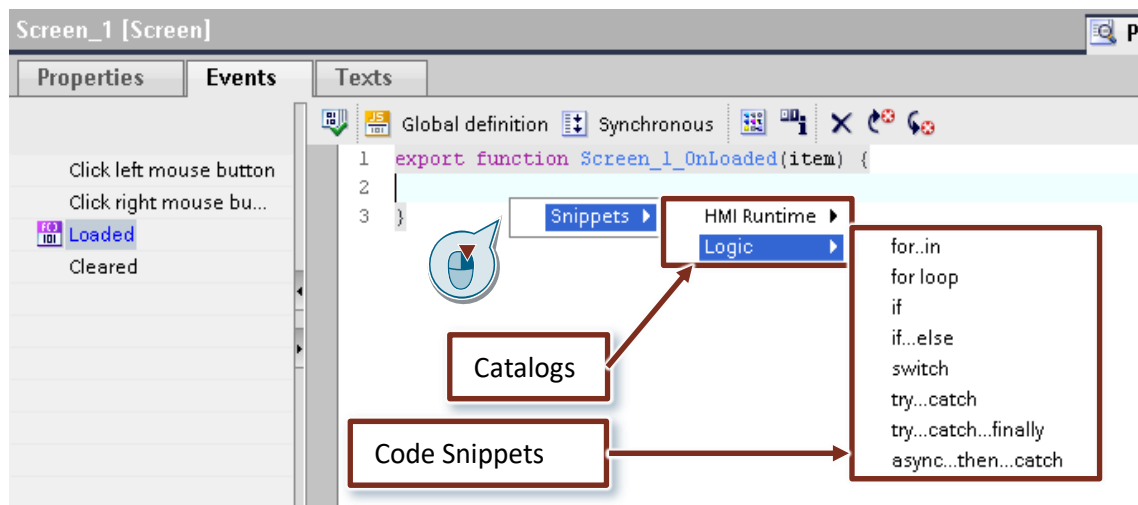 Screen_1 [Screen]
P
Properties Events Texts
Global definition Synchronous
Click left mouse button
Click right mouse bu...
Loaded
Cleared
1 export function Screen_1_OnLoaded(item) {
2
3 }
Snippets
HMI Runtime
Logic
for..in
for loop
if
if...else
switch
try...catch
try...catch...finally
async...then...catch
Catalogs
Code Snippets